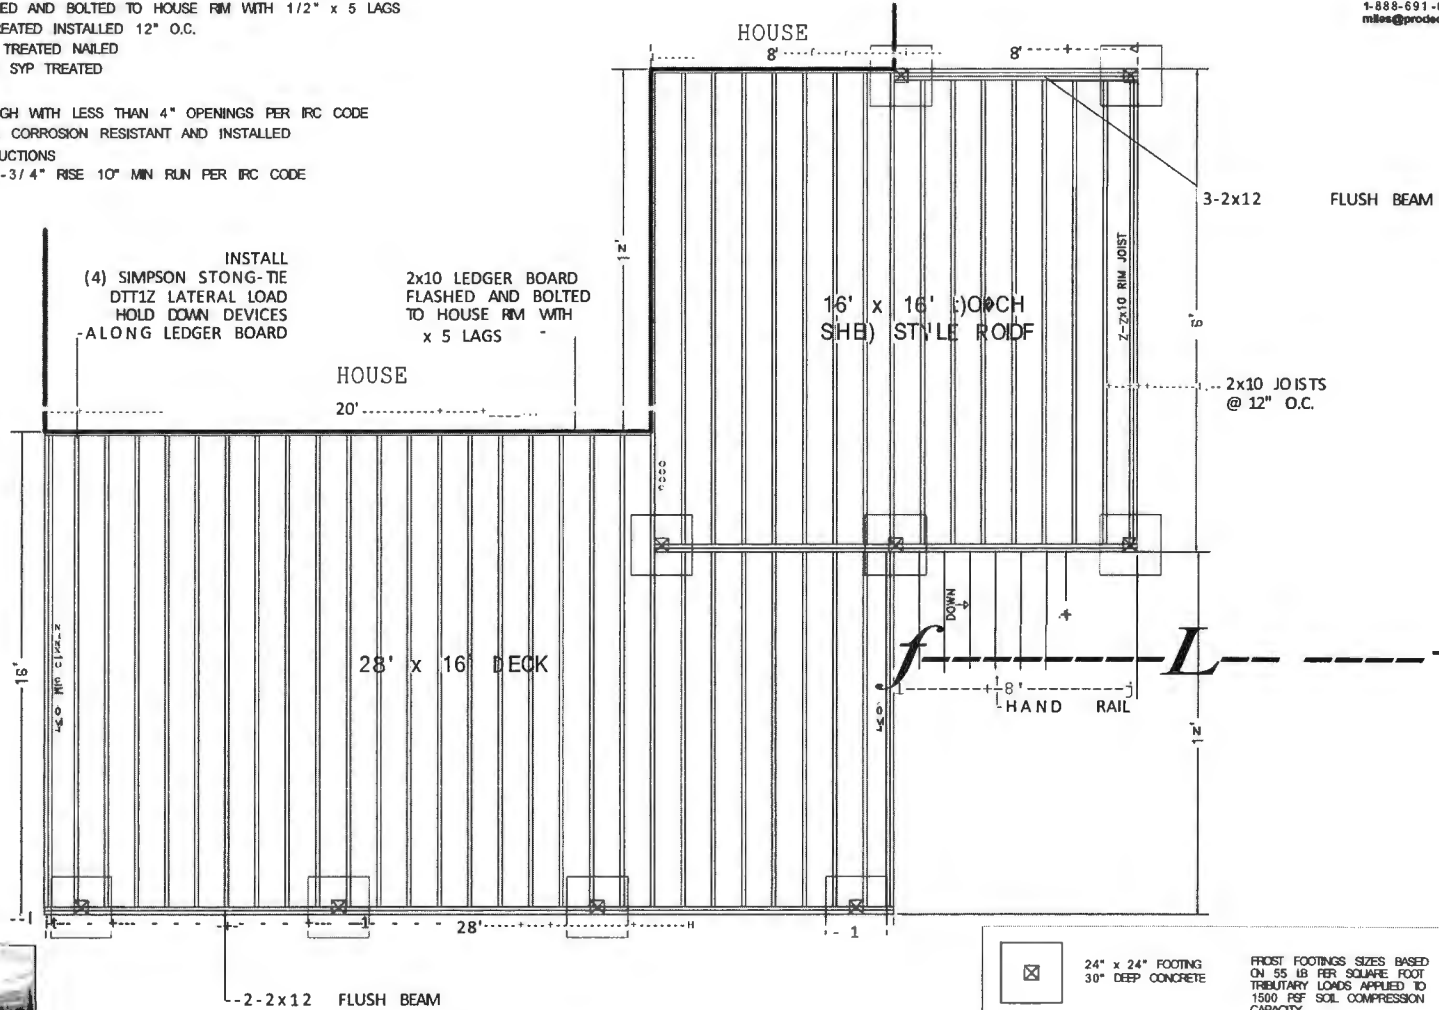 ED AND BOLTED TO HOUSE RIM WITH 1/2" x 5 LAGS
EATED INSTALLED 12" O.C.
TREATED NAILED
SYP TREATED
GH WITH LESS THAN 4" OPENINGS PER IRC CODE
CORROSION RESISTANT AND INSTALLED
UCTIONS
-3/4" RISE 10" MIN RUN PER IRC CODE
1-888-691-
miles@prodec
HOUSE
8'
8'
3-2x12 FLUSH BEAM
12'
INSTALL
(4) SIMPSON STONG-TIE
DTT1Z LATERAL LOAD
HOLD DOWN DEVICES
ALONG LEDGER BOARD
2x10 LEDGER BOARD
FLASHED AND BOLTED
TO HOUSE RIM WITH
x 5 LAGS
16' x 16'
2-2x10 RIM JOIST
2x10 JOISTS
@ 12" O.C.
HOUSE
20'
16'
28' x 16' DECK
DOWN
8'
HAND RAIL
12'
28'
2-2x12 FLUSH BEAM
24" x 24" FOOTING
30" DEEP CONCRETE
FROST FOOTINGS SIZES BASED
ON 55 LB PER SQUARE FOOT
TRIBUTARY LOADS APPLIED TO
1500 PSF SOIL COMPRESSION
CAPACITY